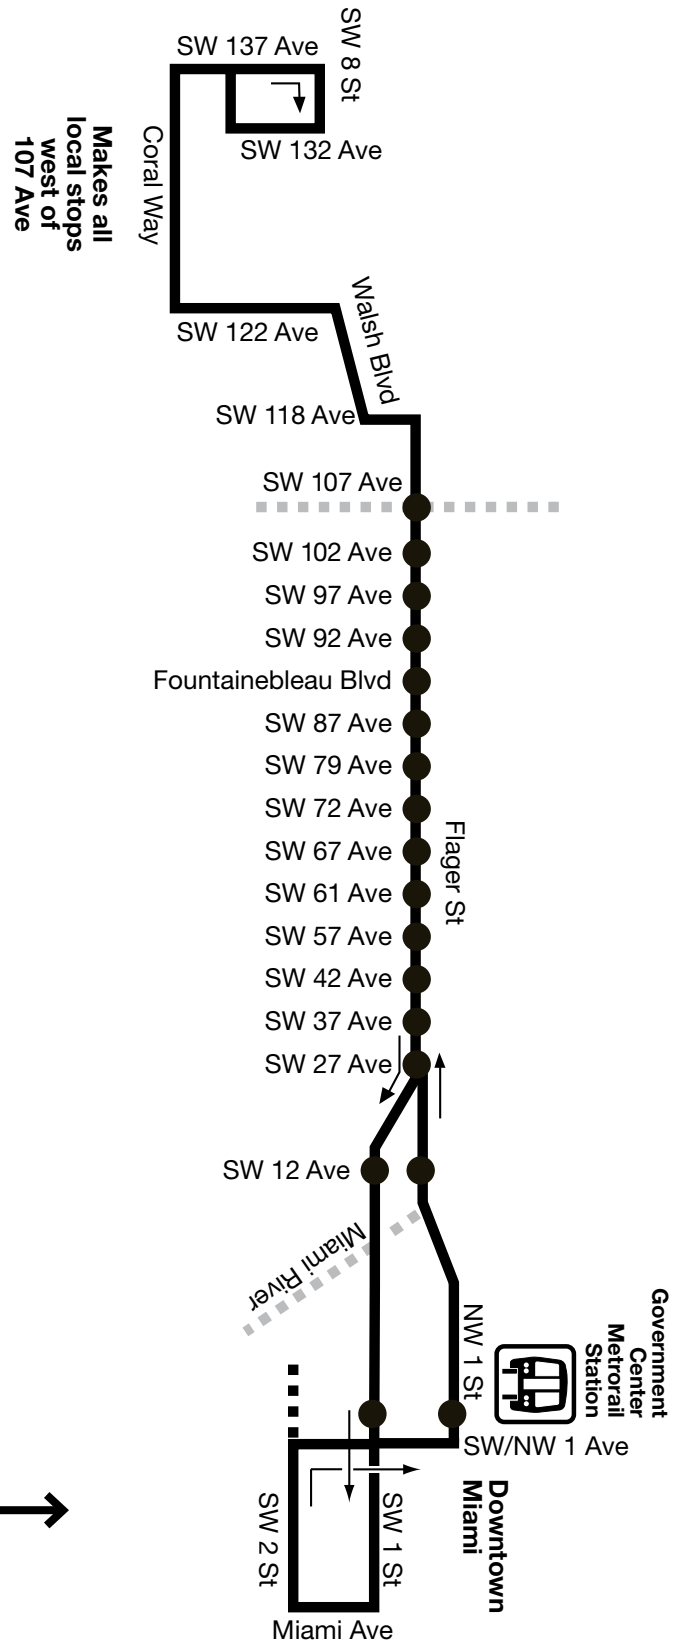 SW 137 Ave
SW 8 St
SW 132 Ave
Coral Way
Makes all
local stops
west of
107 Ave
Walsh Blvd
SW 122 Ave
SW 118 Ave
SW 107 Ave
SW 102 Ave
SW 97 Ave
SW 92 Ave
Fountainebleau Blvd
SW 87 Ave
SW 79 Ave
SW 72 Ave
Flager St
SW 67 Ave
SW 61 Ave
SW 57 Ave
SW 42 Ave
SW 37 Ave
SW 27 Ave
SW 12 Ave
Miami River
NW 1 St
Government
Center
Metrorail
Station
SW/NW 1 Ave
Downtown
Miami
SW 2 St
SW 1 St
Miami Ave